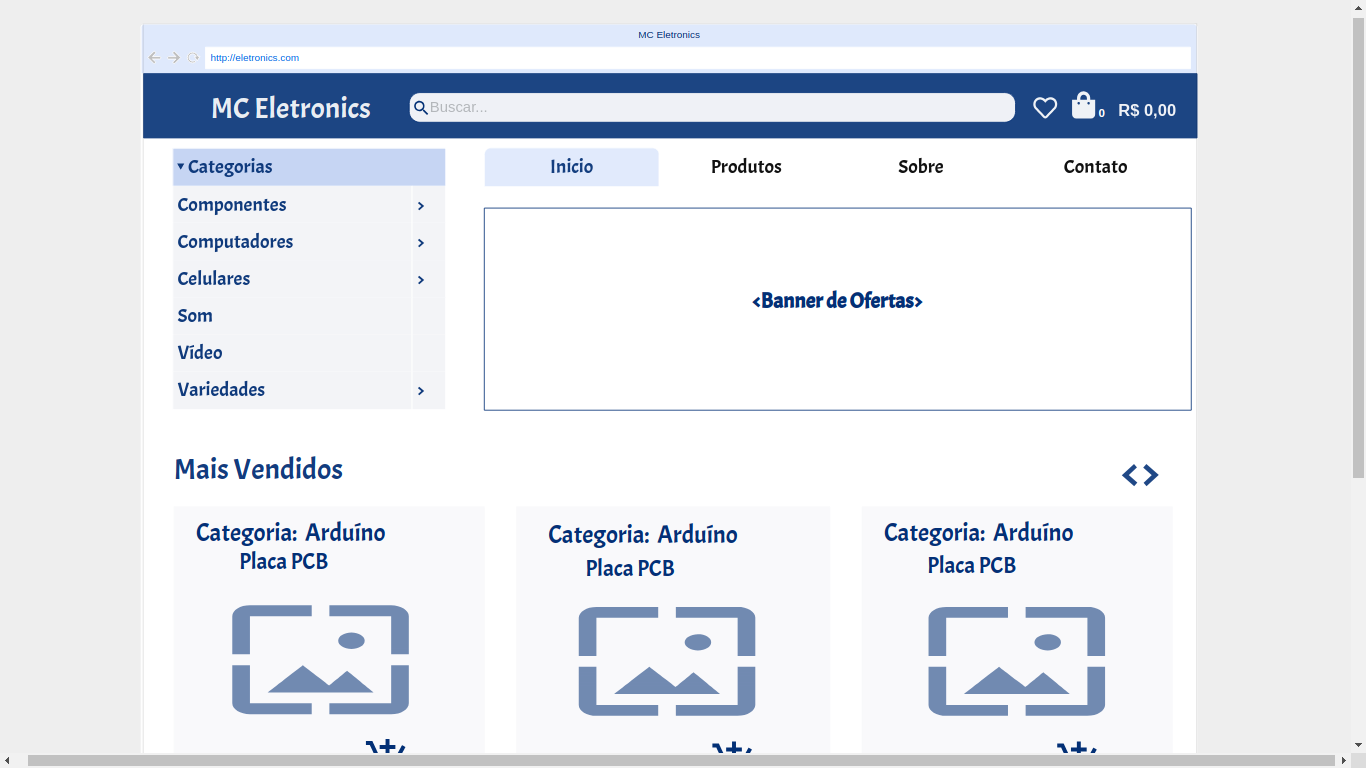 MC Eletronics
http://eletronics.com
MC Eletronics
Buscar...
0
R$ 0,00
Categorias
Inicio
Produtos
Sobre
Contato
Componentes >
Computadores >
Celulares >
Som
Vídeo
Variedades >
<Banner de Ofertas>
Mais Vendidos
< >
Categoria: Arduíno
Placa PCB
Categoria: Arduíno
Placa PCB
Categoria: Arduíno
Placa PCB